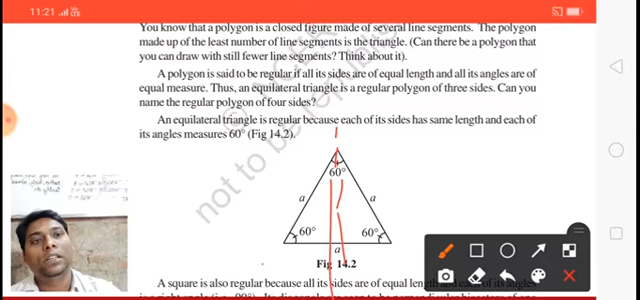 11:21
You know that a polygon is a closed figure made of several line segments. The polygon
made up of the least number of line segments is the triangle. (Can there be a polygon that
you can draw with still fewer line segments? Think about it).
A polygon is said to be regular if all its sides are of equal length and all its angles are of
equal measure. Thus, an equilateral triangle is a regular polygon of three sides. Can you
name the regular polygon of four sides?
An equilateral triangle is regular because each of its sides has same length and each of
its angles measures 60° (Fig 14.2).
not to be republished
60°
a
a
60°
60°
a
Fig 14.2
A square is also regular because all its sides are of equal length and each of its angles